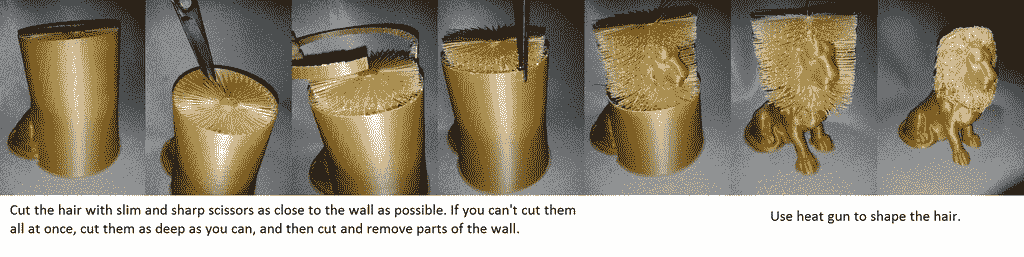 Cut the hair with slim and sharp scissors as close to the wall as possible. If you can't cut them
all at once, cut them as deep as you can, and then cut and remove parts of the wall.
Use heat gun to shape the hair.